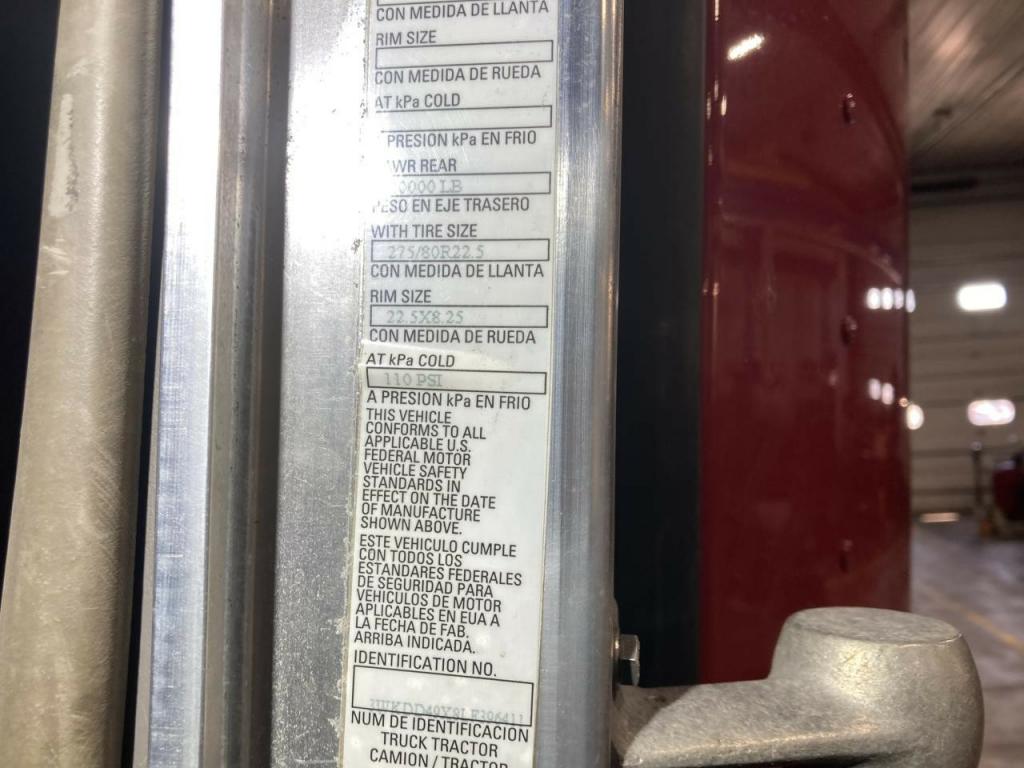 CON MEDIDA DE LLANTA
RIM SIZE
CON MEDIDA DE RUEDA
AT kPa COLD
PRESION kPa EN FRIO
WR REAR
0000 LB
PESO EN EJE TRASERO
WITH TIRE SIZE
275/80R22.5
CON MEDIDA DE LLANTA
RIM SIZE
22.5X8.25
CON MEDIDA DE RUEDA
AT kPa COLD
110 PSI
A PRESION kPa EN FRIO
THIS VEHICLE
CONFORMS TO ALL
APPLICABLE U.S.
FEDERAL MOTOR
VEHICLE SAFETY
STANDARDS IN
EFFECT ON THE DATE
OF MANUFACTURE
SHOWN ABOVE.
ESTE VEHICULO CUMPLE
CON TODOS LOS
ESTANDARES FEDERALES
DE SEGURIDAD PARA
VEHICULOS DE MOTOR
APLICABLES EN EUA A
LA FECHA DE FAB.
ARRIBA INDICADA.
IDENTIFICATION NO.
NUM DE IDENTIFICACION
TRUCK TRACTOR
CAMION / TRACTOR